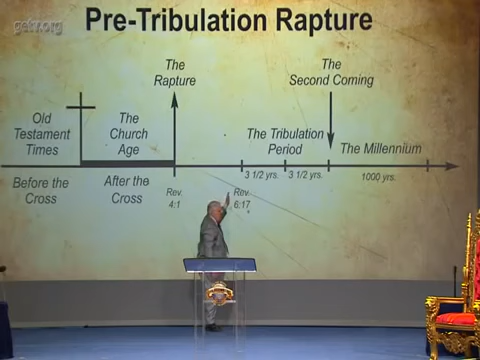 getv.org
Pre-Tribulation Rapture
The
Rapture
The
Second Coming
Old
Testament
Times
The
Church
Age
The Tribulation
Period
The Millennium
3 1/2 yrs.
3 1/2 yrs.
1000 yrs.
Before the
Cross
After the
Cross
Rev.
4:1
Rev.
6:17